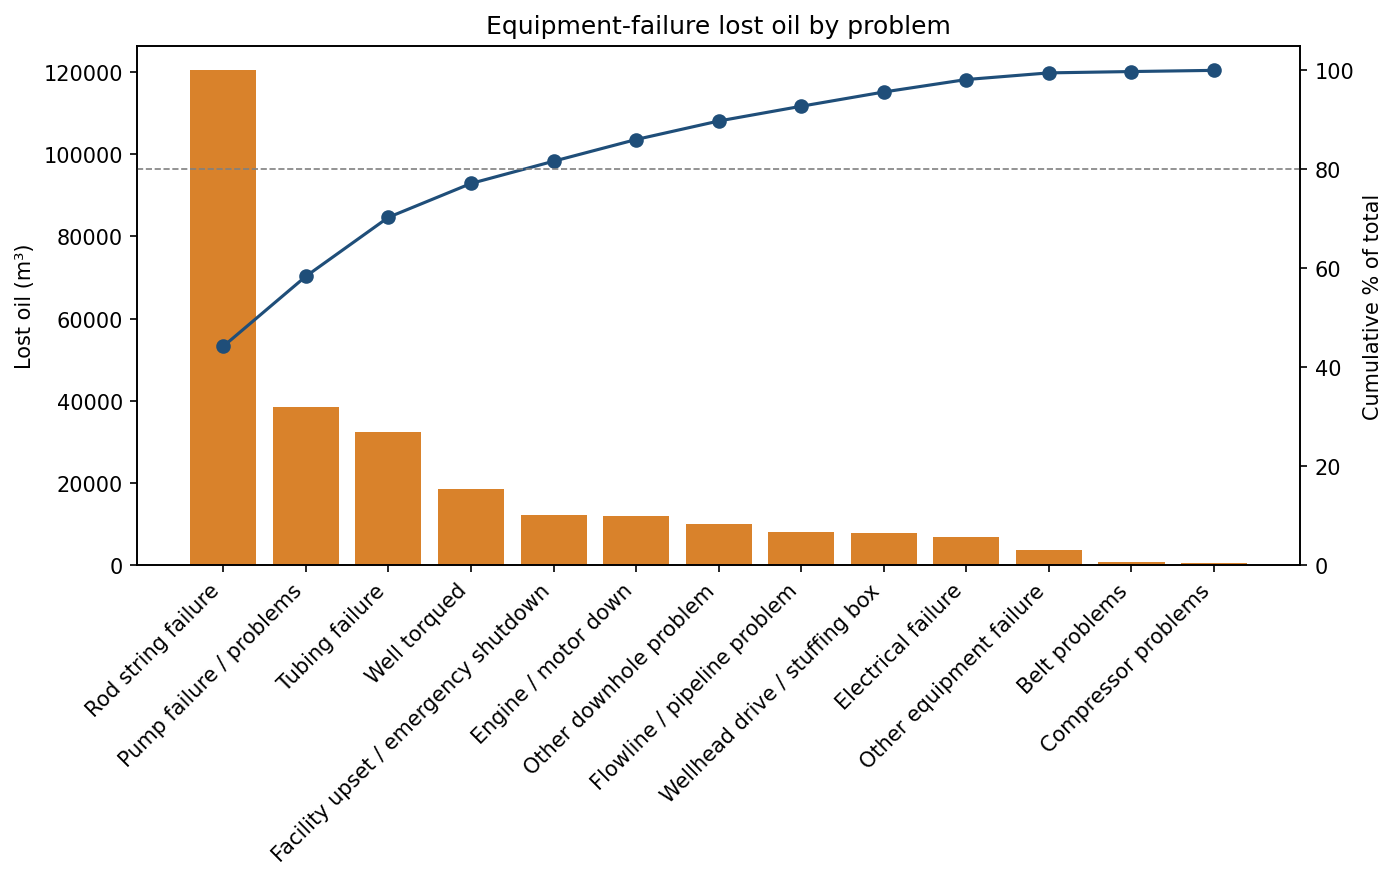 Equipment-failure lost oil by problem
Lost oil (m³)
120000
100000
80000
60000
40000
20000
0
100
80
60
40
20
0
Cumulative % of total
Rod string failure
Pump failure / problems
Tubing failure
Well torqued
Facility upset / emergency shutdown
Engine / motor down
Other downhole problem
Flowline / pipeline problem
Wellhead drive / stuffing box
Electrical failure
Other equipment failure
Belt problems
Compressor problems